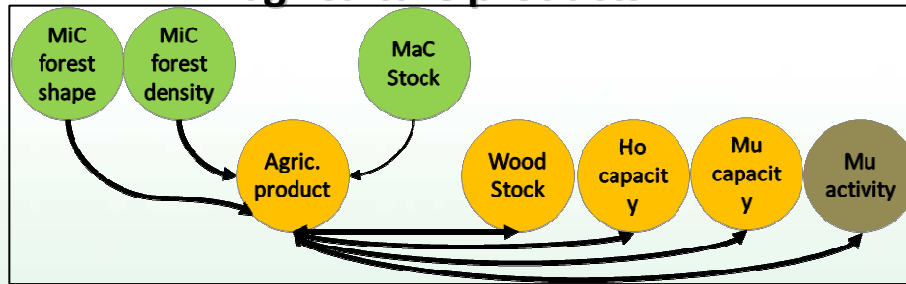 MiC
forest
shape
MiC
forest
density
MaC
Stock
Agric.
product
Wood
Stock
Ho
capacit
y
Mu
capacit
y
Mu
activity